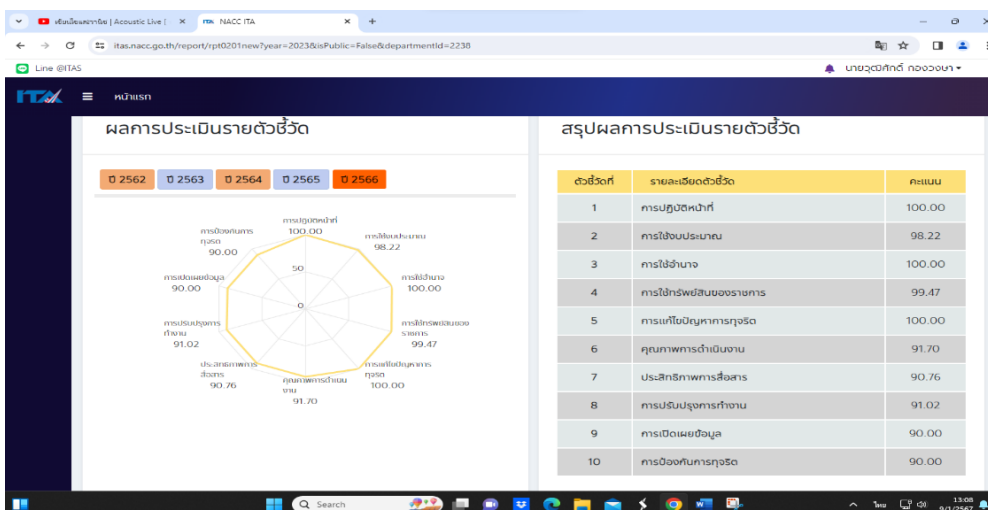 | Acoustic Live |
NACC ITA
itas.nacc.go.th/report/rpt0201new?year=2023&isPublic=False&departmentId=2238
Line @ITAS
นายวุฒิศักดิ์ กองวงษา
ITA
หน้าแรก
ผลการประเมินรายตัวชี้วัด
สรุปผลการประเมินรายตัวชี้วัด
ปี 2562 ปี 2563 ปี 2564 ปี 2565 ปี 2566
การปฏิบัติหน้าที่
100.00
การใช้งบประมาณ
98.22
การใช้อำนาจ
100.00
การใช้ทรัพย์สินของ
ราชการ
99.47
การแก้ไขปัญหาการ
ทุจริต
100.00
คุณภาพการดำเนิน
งาน
91.70
ประสิทธิภาพการ
สื่อสาร
90.76
การปรับปรุงการ
ทำงาน
91.02
การเปิดเผยข้อมูล
90.00
การป้องกันการ
ทุจริต
90.00
50
0
ตัวชี้วัดที่ รายละเอียดตัวชี้วัด คะแนน
1 การปฏิบัติหน้าที่ 100.00
2 การใช้งบประมาณ 98.22
3 การใช้อำนาจ 100.00
4 การใช้ทรัพย์สินของราชการ 99.47
5 การแก้ไขปัญหาการทุจริต 100.00
6 คุณภาพการดำเนินงาน 91.70
7 ประสิทธิภาพการสื่อสาร 90.76
8 การปรับปรุงการทำงาน 91.02
9 การเปิดเผยข้อมูล 90.00
10 การป้องกันการทุจริต 90.00
Search
ไทย
13:08
9/1/2567